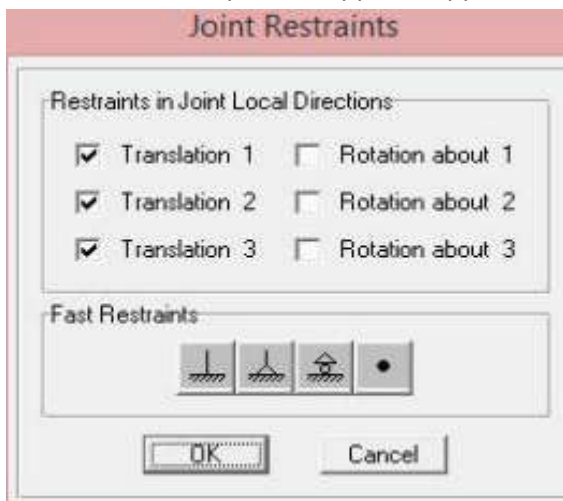 Joint Restraints
Restraints in Joint Local Directions
Translation 1 Rotation about 1
Translation 2 Rotation about 2
Translation 3 Rotation about 3
Fast Restraints
OK Cancel